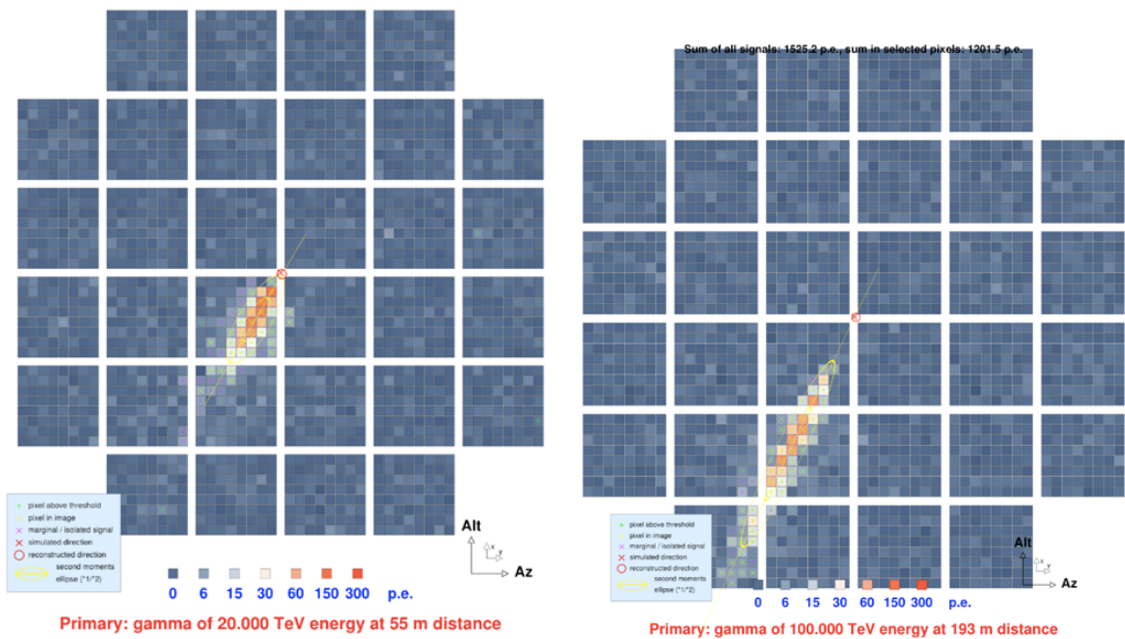 Sum of all signals: 1525.2 p.e., sum in selected pixels: 1201.5 p.e.
pixel above threshold
pixel in image
marginal / isolated signal
simulated direction
reconstructed direction
second moments
ellipse (*1/*2)
Alt
x
y
Az
0 6 15 30 60 150 300 p.e.
Primary: gamma of 20.000 TeV energy at 55 m distance
pixel above threshold
pixel in image
marginal / isolated signal
simulated direction
reconstructed direction
second moments
ellipse (*1/*2)
Alt
x
y
Az
0 6 15 30 60 150 300 p.e.
Primary: gamma of 100.000 TeV energy at 193 m distance